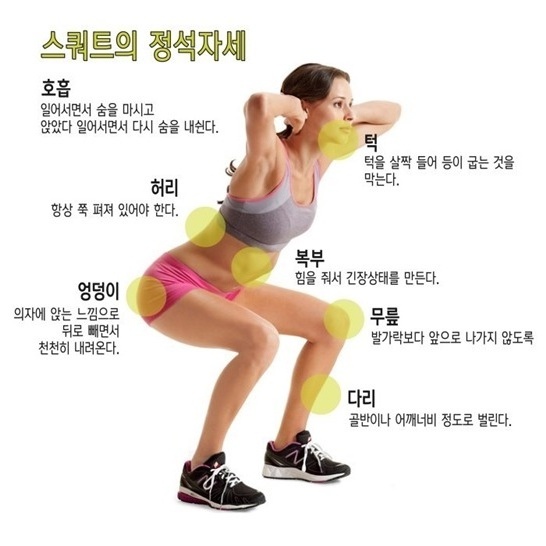 스쿼트의 정석자세
호흡
일어서면서 숨을 마시고
앉았다 일어서면서 다시 숨을 내쉰다.
턱
턱을 살짝 들어 등이 굽는 것을
막는다.
허리
항상 쭉 펴져 있어야 한다.
복부
힘을 줘서 긴장상태를 만든다.
엉덩이
의자에 앉는 느낌으로
뒤로 빼면서
천천히 내려온다.
무릎
발가락보다 앞으로 나가지 않도록
다리
골반이나 어깨너비 정도로 벌린다.